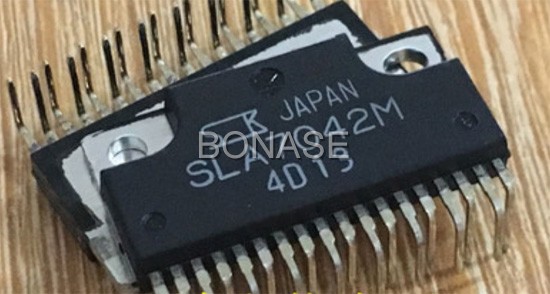 JAPAN
SLA7042M
BONASE
4D13